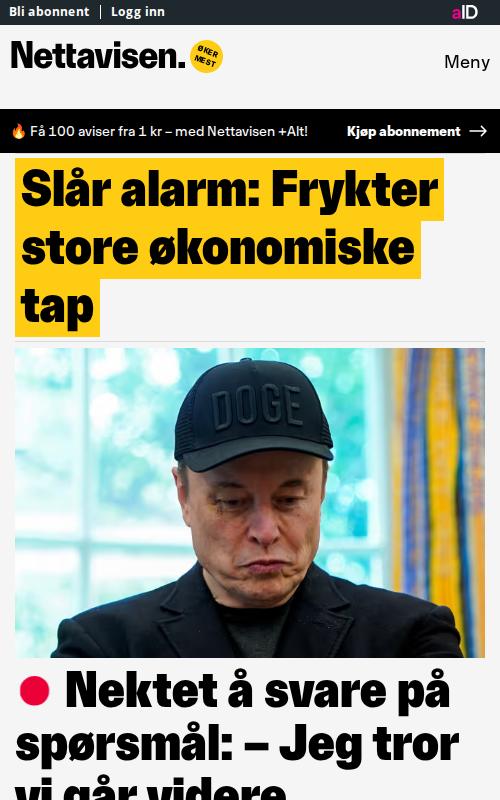 Bli abonnent
Logg inn
aID
Nettavisen.
ØKER
MEST
Meny
🔥 Få 100 aviser fra 1 kr – med Nettavisen +Alt!
Kjøp abonnement →
Slår alarm: Frykter
store økonomiske
tap
DOGE
Nektet å svare på
spørsmål: – Jeg tror
vi går videre